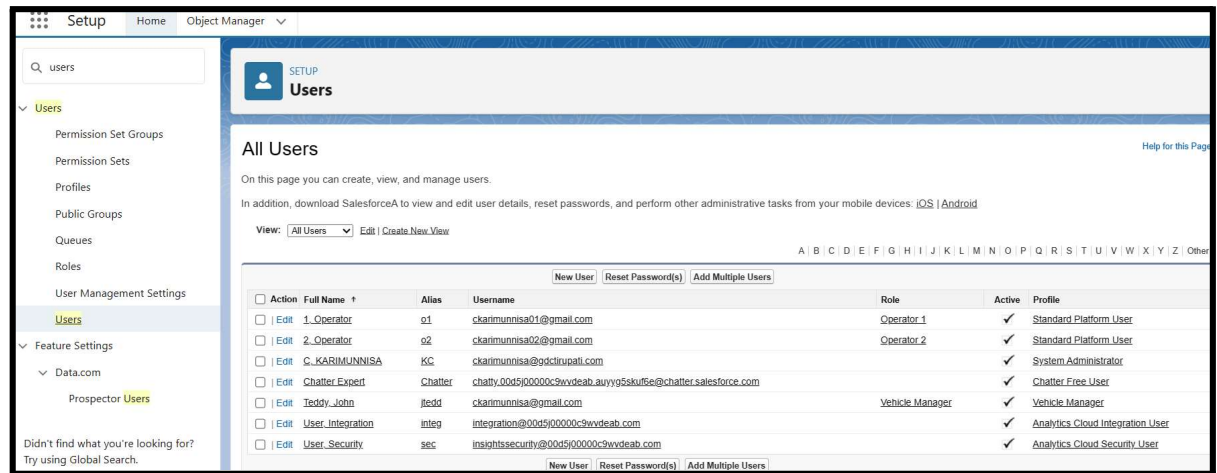 Setup Home Object Manager
users
Users
Permission Set Groups
Permission Sets
Profiles
Public Groups
Queues
Roles
User Management Settings
Users
Feature Settings
Data.com
Prospector Users
Didn't find what you're looking for?
Try using Global Search.
SETUP
Users
All Users
Help for this Page
On this page you can create, view, and manage users.
In addition, download SalesforceA to view and edit user details, reset passwords, and perform other administrative tasks from your mobile devices: iOS | Android
View: All Users Edit | Create New View
A | B | C | D | E | F | G | H | I | J | K | L | M | N | O | P | Q | R | S | T | U | V | W | X | Y | Z | Other
New User Reset Password(s) Add Multiple Users
Action Full Name ↑ Alias Username Role Active Profile
| Edit 1, Operator o1 ckarimunnisa01@gmail.com Operator 1 ✓ Standard Platform User
| Edit 2, Operator o2 ckarimunnisa02@gmail.com Operator 2 ✓ Standard Platform User
| Edit C, KARIMUNNISA KC ckarimunnisa@gdctirupati.com ✓ System Administrator
| Edit Chatter Expert Chatter chatty.00d5j00000c9wvdeab.auyyg5skuf6e@chatter.salesforce.com ✓ Chatter Free User
| Edit Teddy, John jtedd ckarimunnisa@gmail.com Vehicle Manager ✓ Vehicle Manager
| Edit User, Integration integ integration@00d5j00000c9wvdeab.com ✓ Analytics Cloud Integration User
| Edit User, Security sec insightssecurity@00d5j00000c9wvdeab.com ✓ Analytics Cloud Security User
New User Reset Password(s) Add Multiple Users